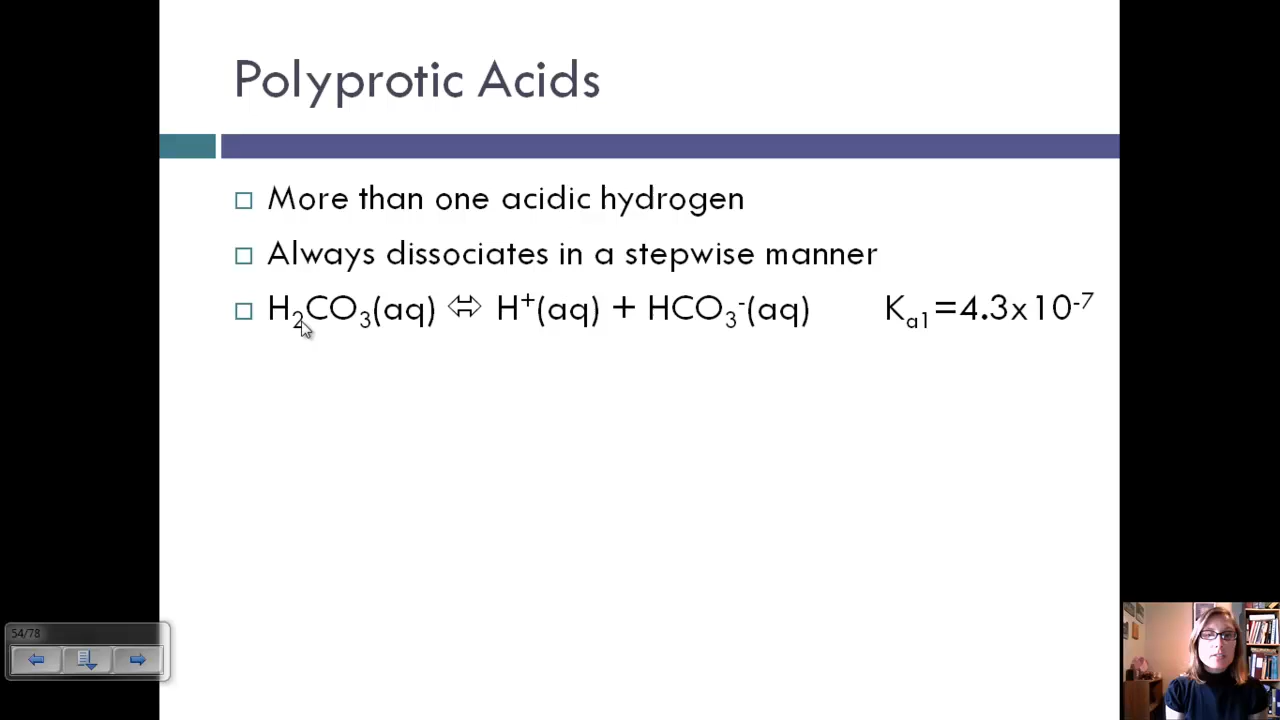 Polyprotic Acids
More than one acidic hydrogen
Always dissociates in a stepwise manner
H₂CO₃(aq) ⬄ H⁺(aq) + HCO₃⁻(aq) Kₐ₁=4.3x10⁻⁷
54/78